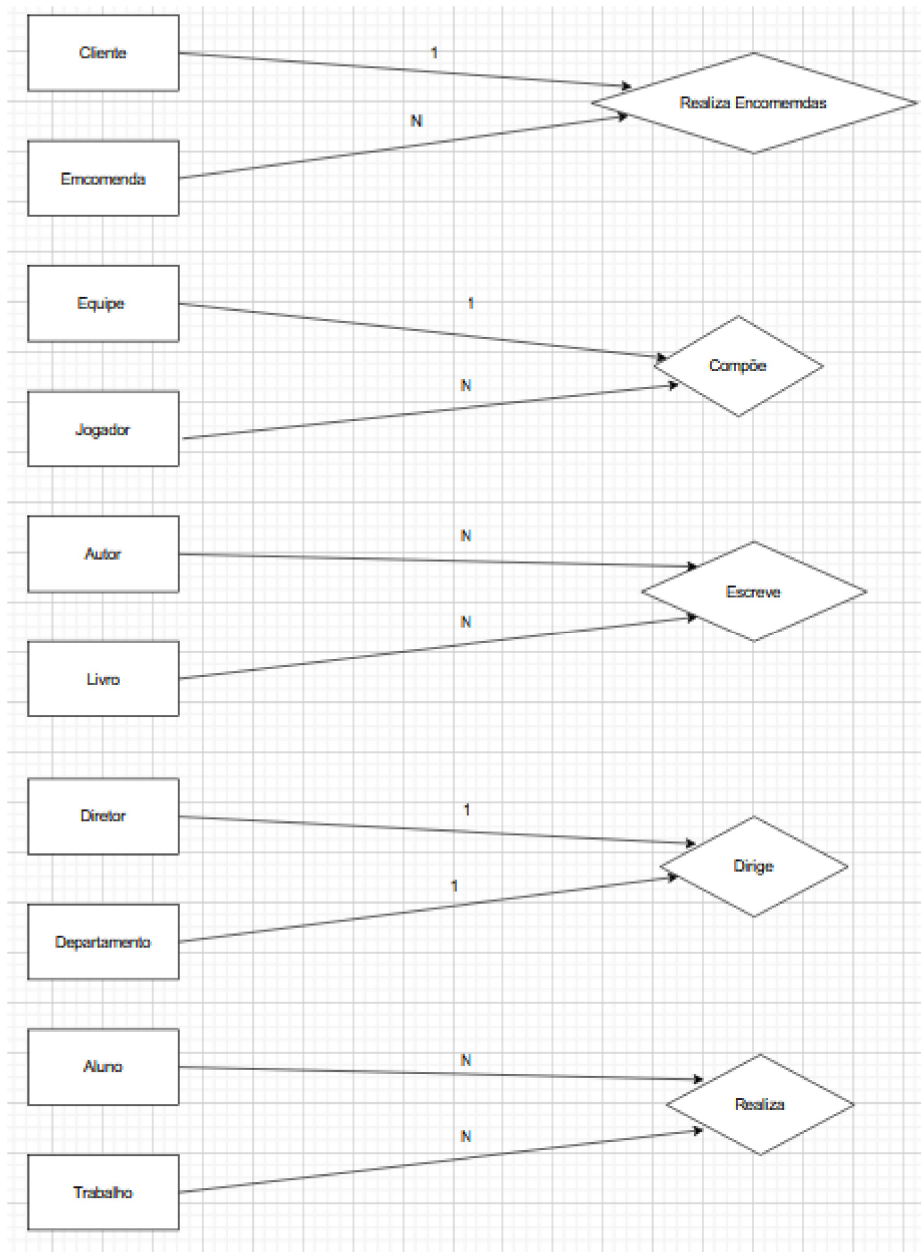 Cliente
1
Realiza Encomemdas
N
Emcomenda
Equipe
1
Compõe
N
Jogador
N
Autor
Escreve
N
Livro
Diretor
1
Dirige
1
Departamento
N
Aluno
Realiza
N
Trabalho